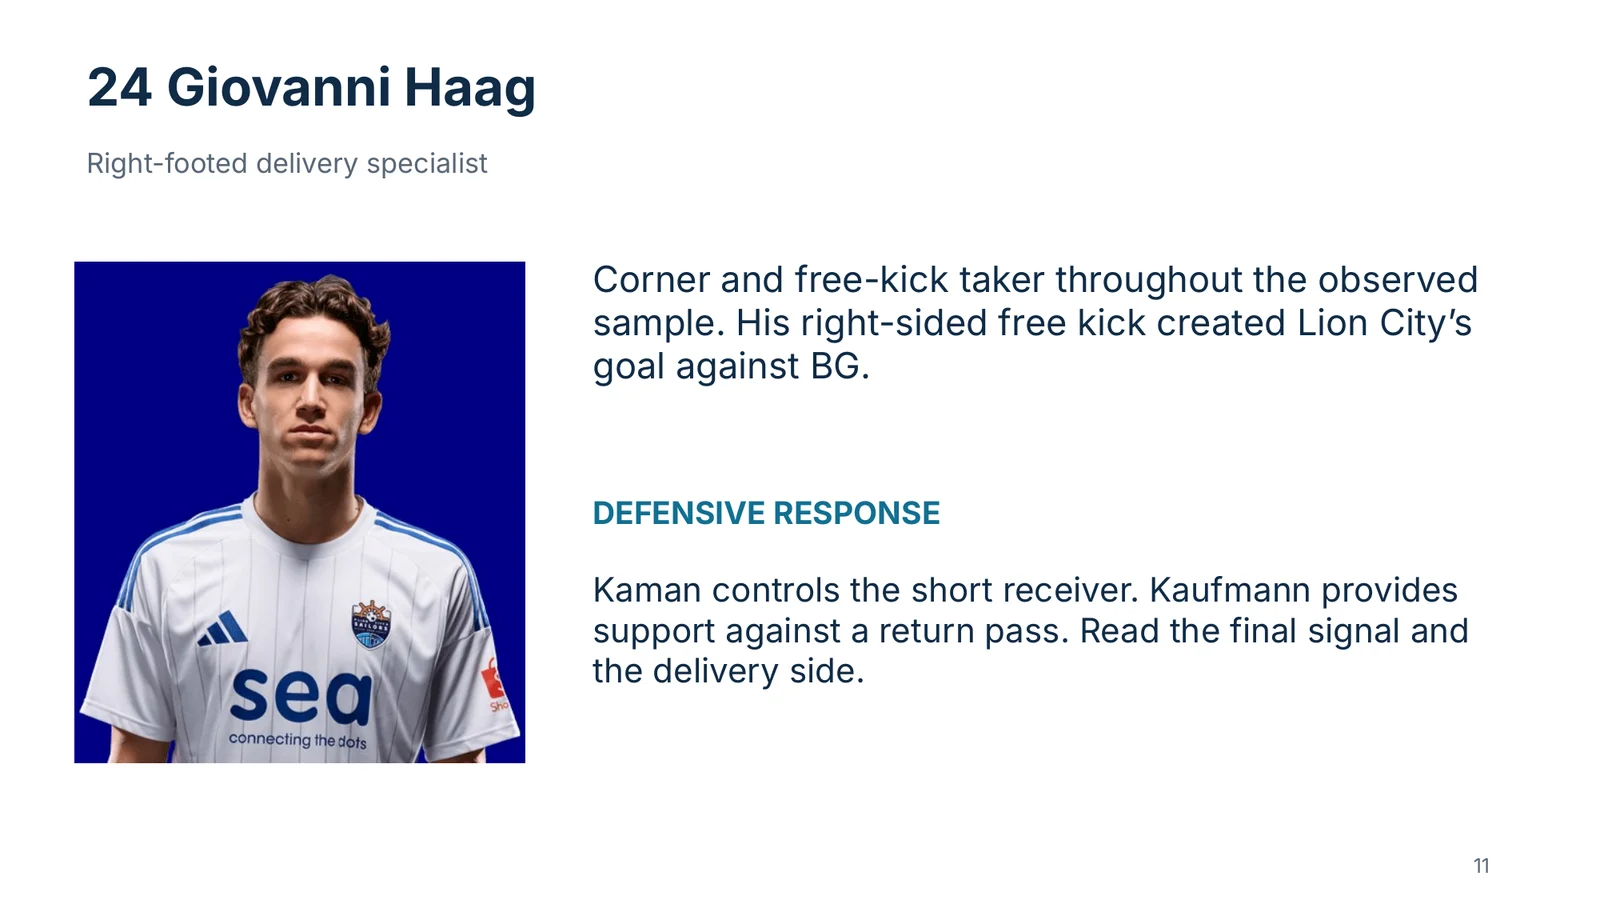 24 Giovanni Haag
Right-footed delivery specialist
Corner and free-kick taker throughout the observed
sample. His right-sided free kick created Lion City’s
goal against BG.
DEFENSIVE RESPONSE
Kaman controls the short receiver. Kaufmann provides
support against a return pass. Read the final signal and
the delivery side.
SAILORS
sea
connecting the dots
Sho
11